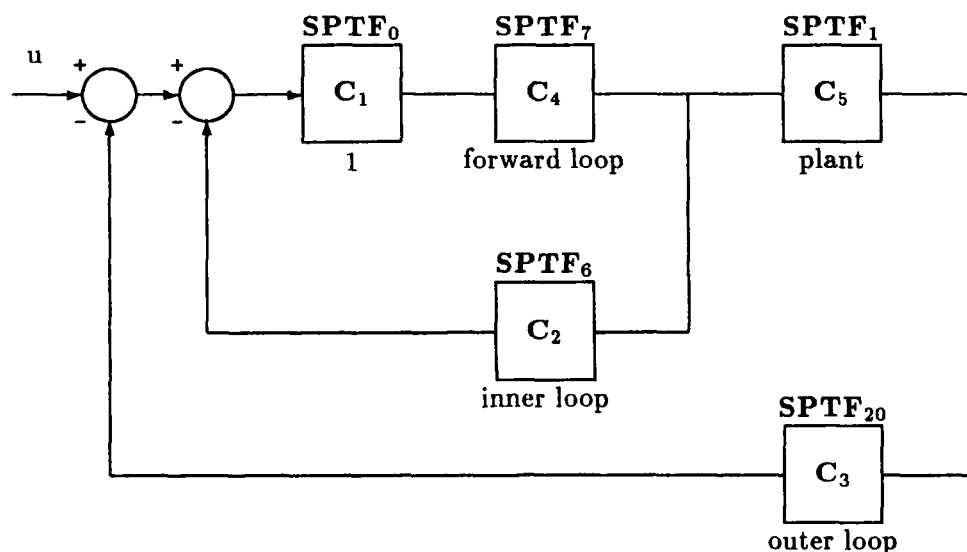 SPTF₀ SPTF₇ SPTF₁
u
+ +
C₁ C₄ C₅
- -
1 forward loop plant
SPTF₆
C₂
inner loop
SPTF₂₀
C₃
outer loop